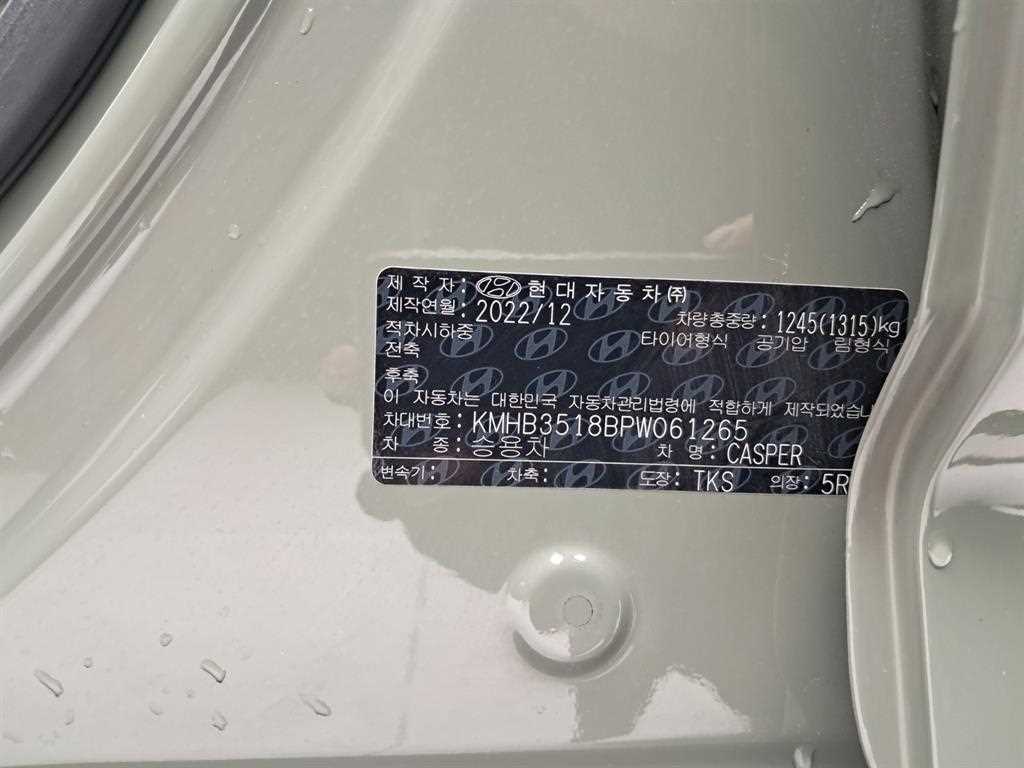 제 작 자: 현대자동차㈜
제작연월: 2022/12 차량총중량: 1245(1315)kg
적차시하중 타이어형식 공기압 림형식
전축
후축
이 자동차는 대한민국 자동차관리법령에 적합하게 제작되었습니
차대번호: KMHB3518BPW061265
차 종: 승용차 차 명: CASPER
변속기: 차축: 도장: TKS 의장: 5R